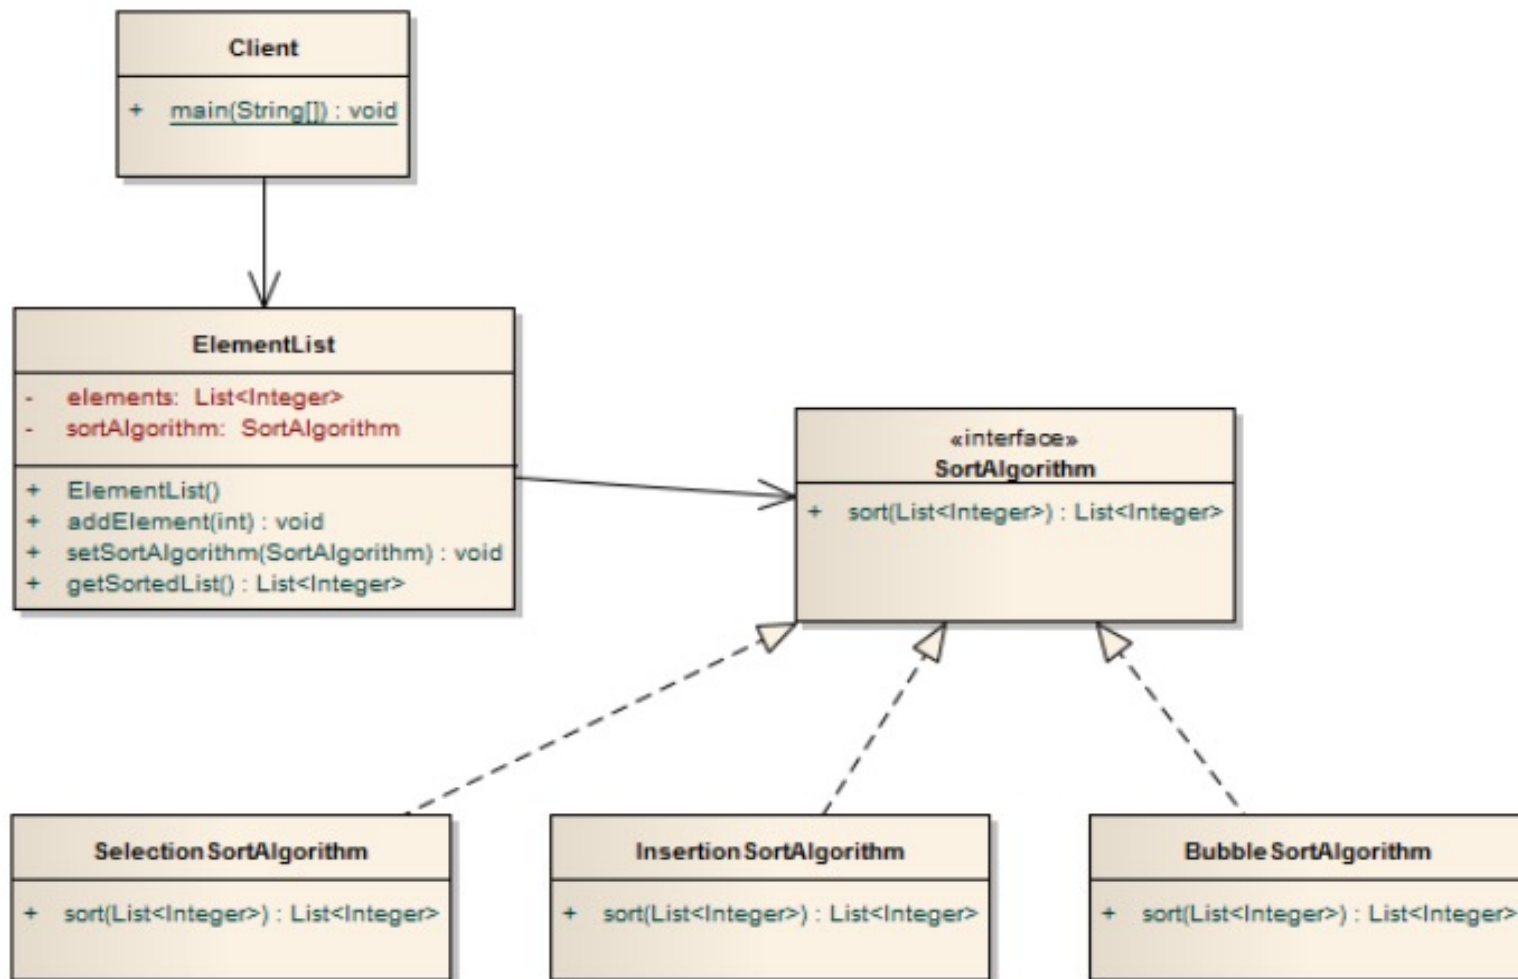 Client
+ main(String[]) : void
ElementList
- elements: List<Integer>
- sortAlgorithm: SortAlgorithm
+ ElementList()
+ addElement(int) : void
+ setSortAlgorithm(SortAlgorithm) : void
+ getSortedList() : List<Integer>
«interface»
SortAlgorithm
+ sort(List<Integer>) : List<Integer>
SelectionSortAlgorithm
+ sort(List<Integer>) : List<Integer>
InsertionSortAlgorithm
+ sort(List<Integer>) : List<Integer>
BubbleSortAlgorithm
+ sort(List<Integer>) : List<Integer>